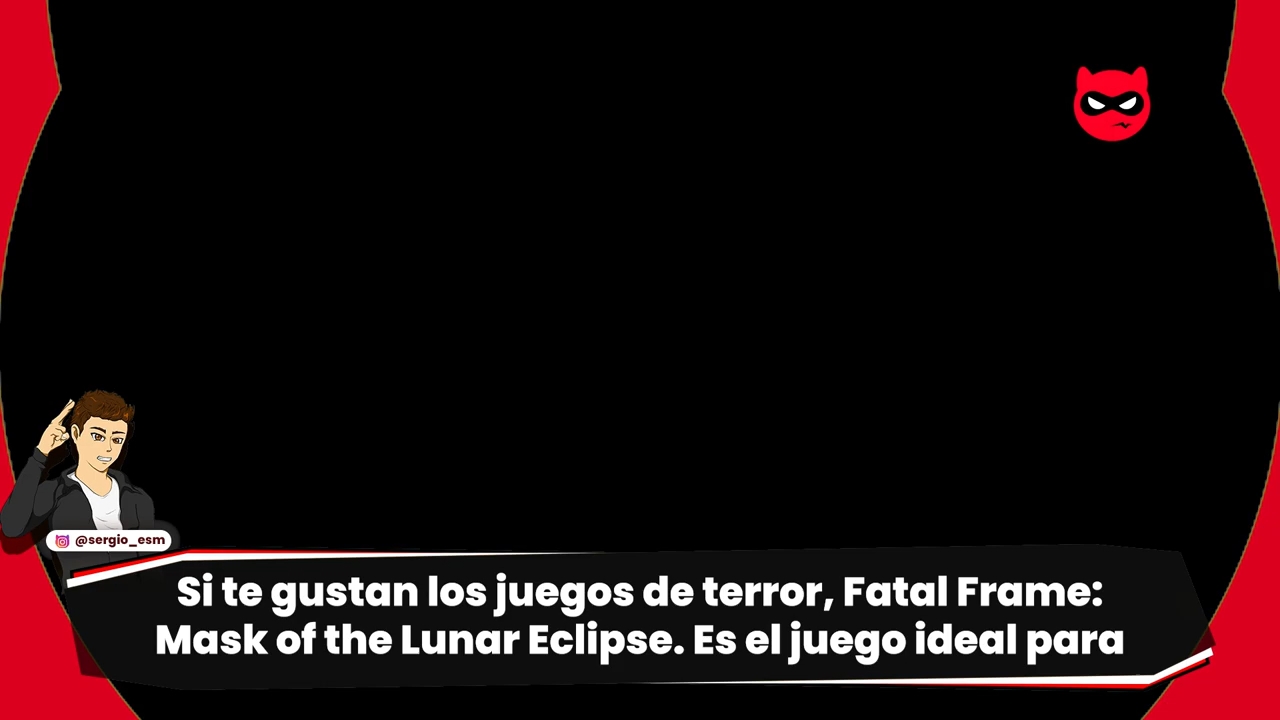 @sergio_esm
Si te gustan los juegos de terror, Fatal Frame:
Mask of the Lunar Eclipse. Es el juego ideal para